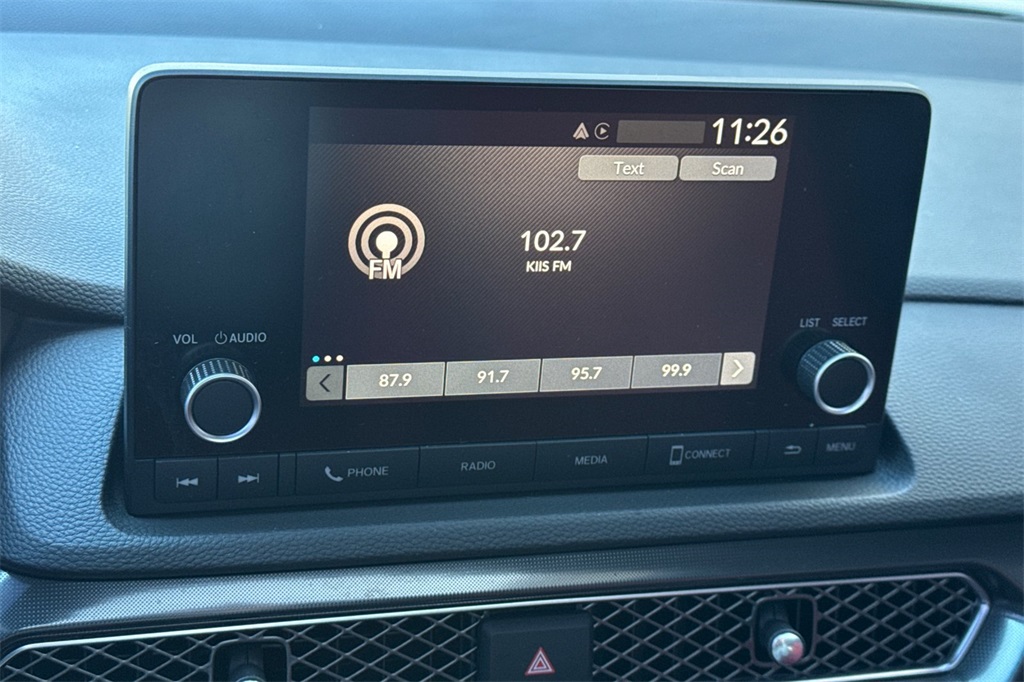 11:26
Text Scan
102.7
FM
KIIS FM
VOL AUDIO
LIST SELECT
87.9 91.7 95.7 99.9
PHONE RADIO MEDIA CONNECT MENU